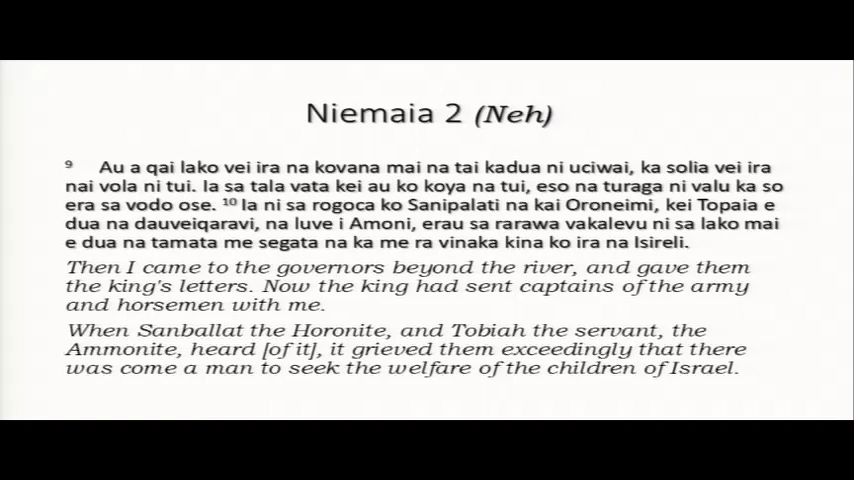 Niemaia 2 (Neh)
9 Au a qai lako vei ira na kovana mai na tai kadua ni uciwai, ka solia vei ira
nai vola ni tui. Ia sa tala vata kei au ko koya na tui, eso na turaga ni valu ka so
era sa vodo ose. 10 Ia ni sa rogoca ko Sanipalati na kai Oroneimi, kei Topaia e
dua na dauveiqaravi, na luve i Amoni, erau sa rarawa vakalevu ni sa lako mai
e dua na tamata me segata na ka me ra vinaka kina ko ira na Isireli.
Then I came to the governors beyond the river, and gave them
the king's letters. Now the king had sent captains of the army
and horsemen with me.
When Sanballat the Horonite, and Tobiah the servant, the
Ammonite, heard [of it], it grieved them exceedingly that there
was come a man to seek the welfare of the children of Israel.